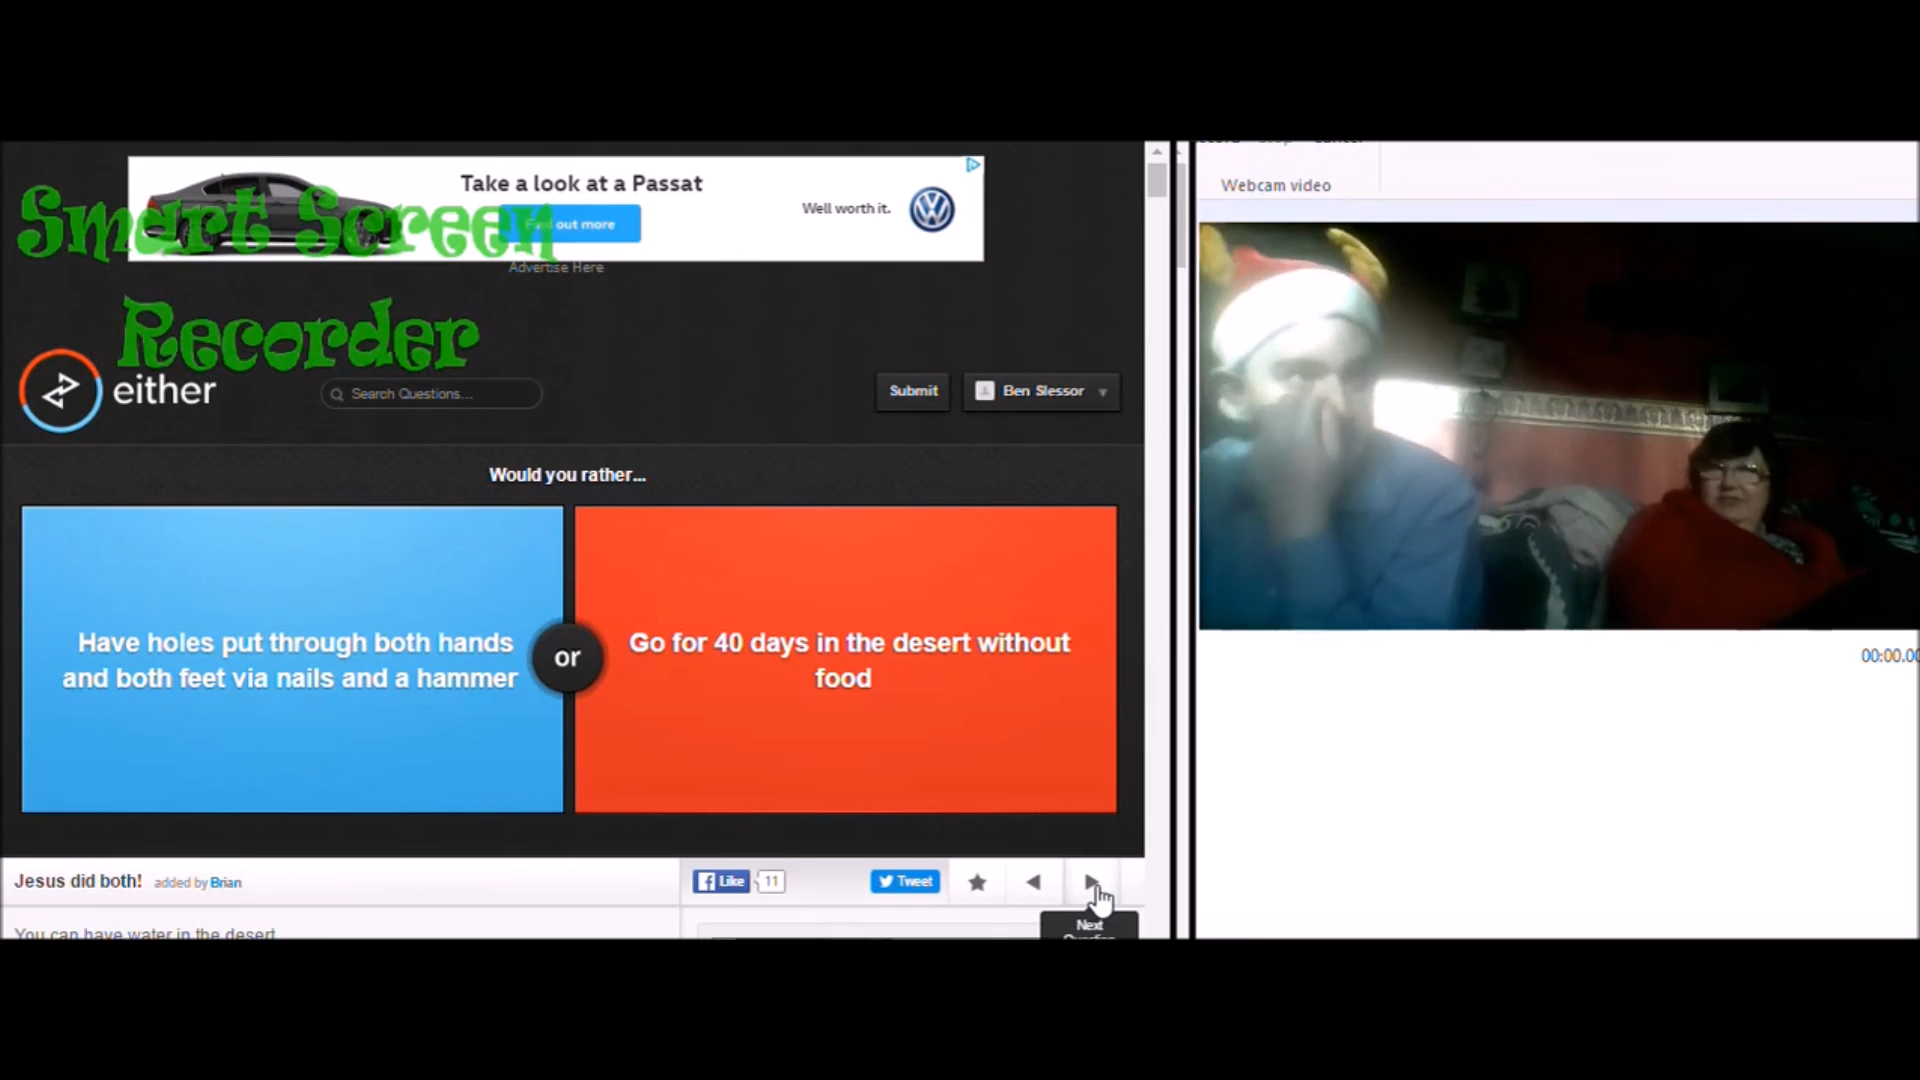 Take a look at a Passat
Well worth it.
out more
Smart Screen
Recorder
Advertise Here
either
Search Questions...
Submit
Ben Slessor
Would you rather...
Have holes put through both hands
and both feet via nails and a hammer
or
Go for 40 days in the desert without
food
Jesus did both! added by Brian
Like 11
Tweet
You can have water in the desert
Next
Question
Webcam video
00:00.00